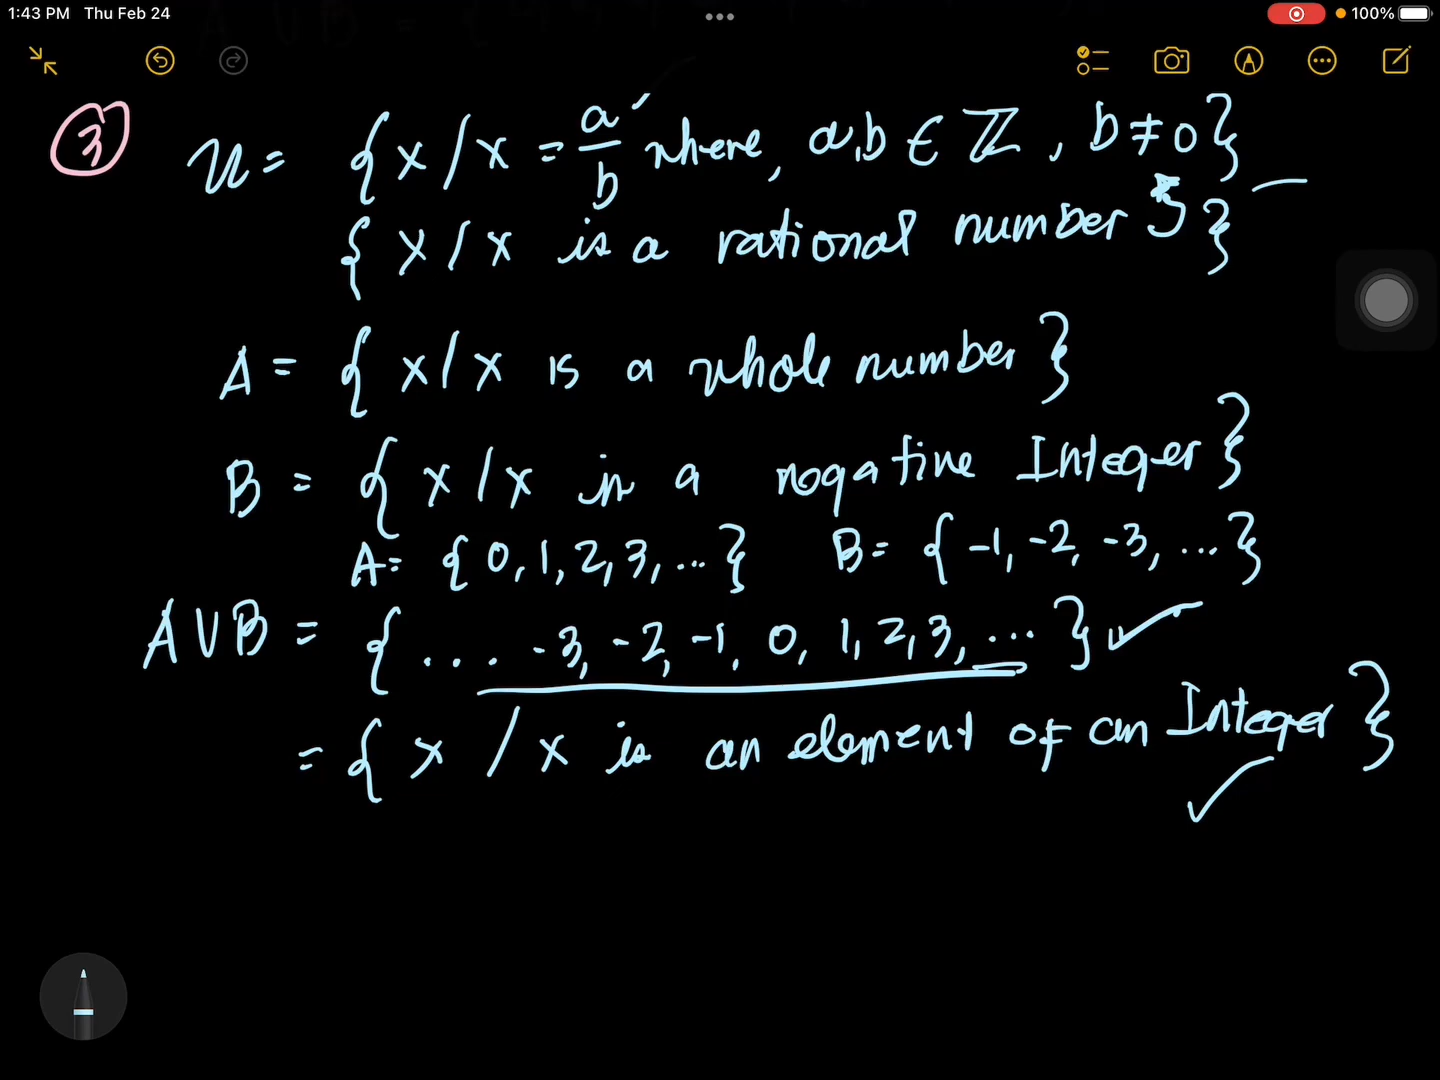 1:43 PM Thu Feb 24
100%
3
U = {x/x = a/b where, a,b ∈ ℤ, b ≠ 0}
{x/x is a rational number}
A = {x/x is a whole number}
B = {x/x is a negative Integer}
A = {0, 1, 2, 3, ...} B = {-1, -2, -3, ...}
A ∪ B = {... -3, -2, -1, 0, 1, 2, 3, ...}
= {x/x is an element of an Integer}